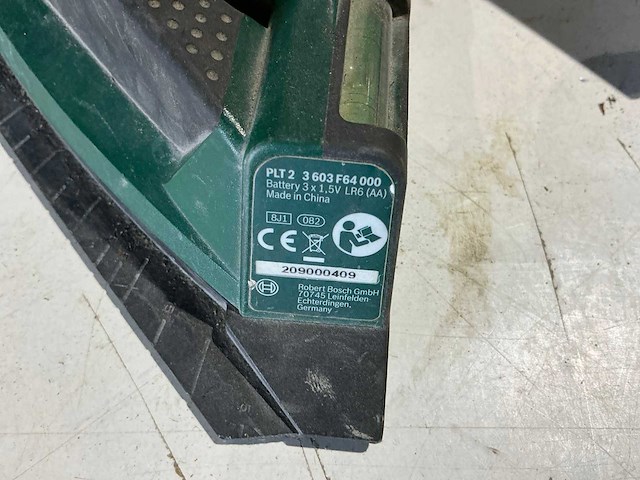 PLT 2 3 603 F64 000
Battery 3 x 1,5V LR6 (AA)
Made in China
BJ1 0B2
CE
209000409
Robert Bosch GmbH
70745 Leinfelden-
Echterdingen,
Germany